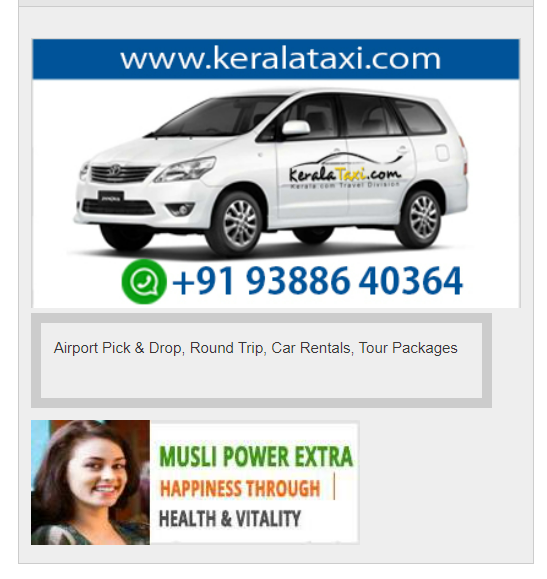 www.keralataxi.com
KeralaTaxi.com
Kerala.com Travel Division
INNOVA
+91 93886 40364
Airport Pick & Drop, Round Trip, Car Rentals, Tour Packages
MUSLI POWER EXTRA
HAPPINESS THROUGH
HEALTH & VITALITY